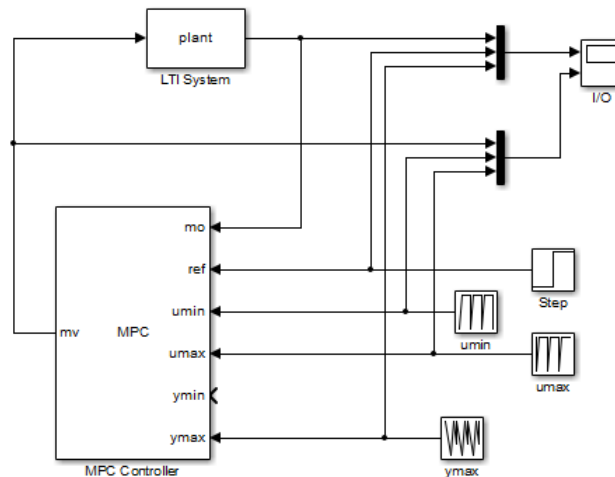 plant
LTI System
I/O
mo
ref
Step
umin
umin
mv
MPC
umax
umax
ymin
ymax
ymax
MPC Controller